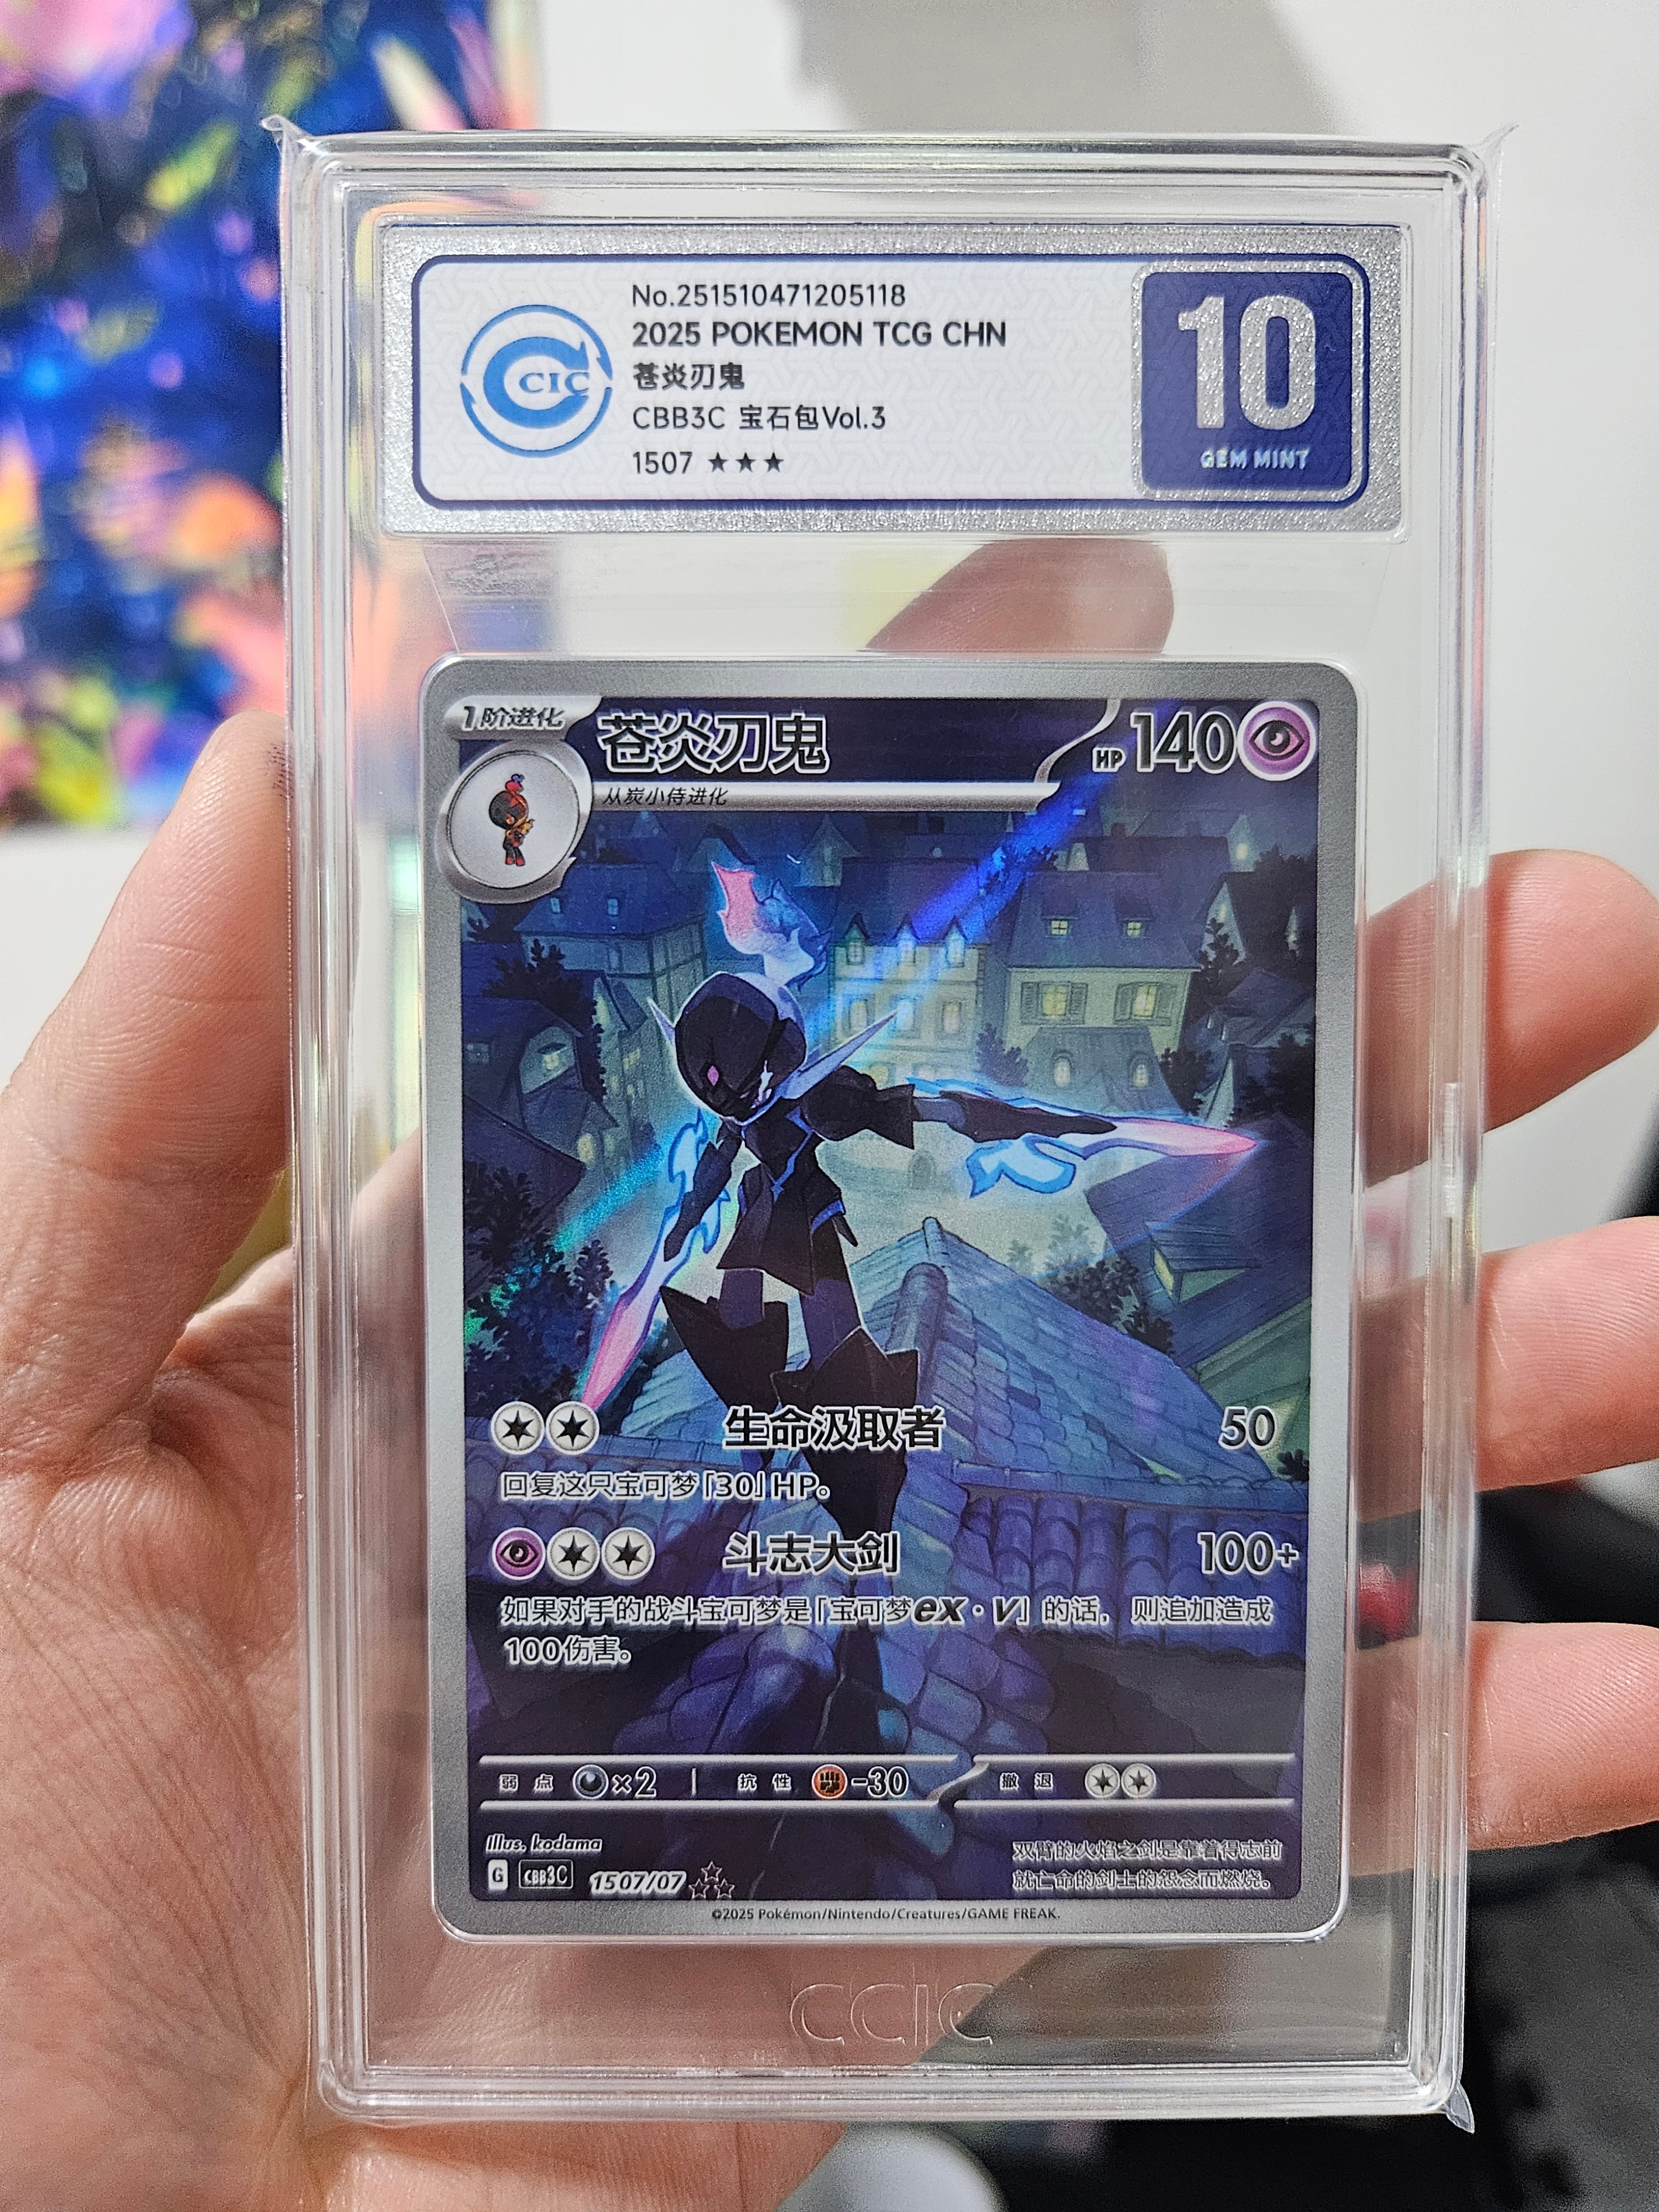 No.251510471205118
2025 POKEMON TCG CHN
苍炎刃鬼
CBB3C 宝石包Vol.3
1507 ★★★
CCIC
10
GEM MINT
1阶进化
苍炎刃鬼
HP 140
从炭小侍进化
生命汲取者 50
回复这只宝可梦「30」HP。
斗志大剑 100+
如果对手的战斗宝可梦是「宝可梦ex・V」的话，则追加造成
100伤害。
弱点 ×2 抗性 -30 撤退
Illus. kodama
G CBB3C 1507/07
双臂的火焰之剑是靠着得志前
就亡命的剑士的怨念而燃烧。
©2025 Pokémon/Nintendo/Creatures/GAME FREAK.
CCIC